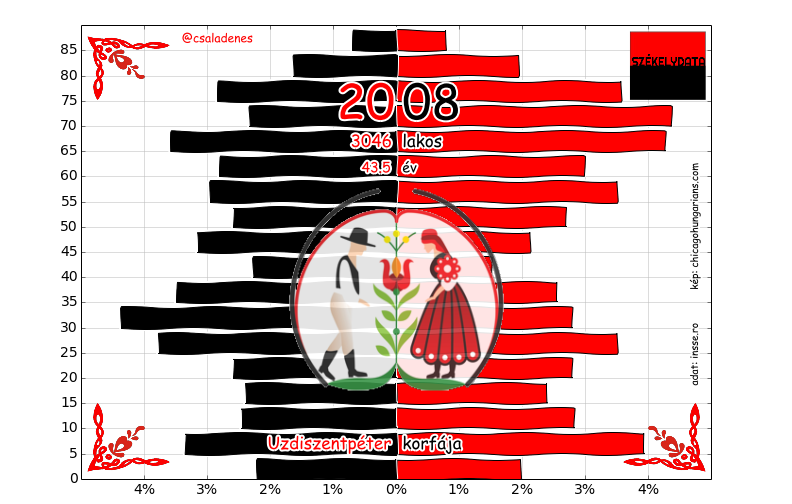 @csaladenes
SZÉKELYDATA
2008
3046 lakos
43.5 év
kép: chicagohungarians.com
adat: insse.ro
Uzdiszentpéter korfája
85
80
75
70
65
60
55
50
45
40
35
30
25
20
15
10
5
0
4% 3% 2% 1% 0% 1% 2% 3% 4%